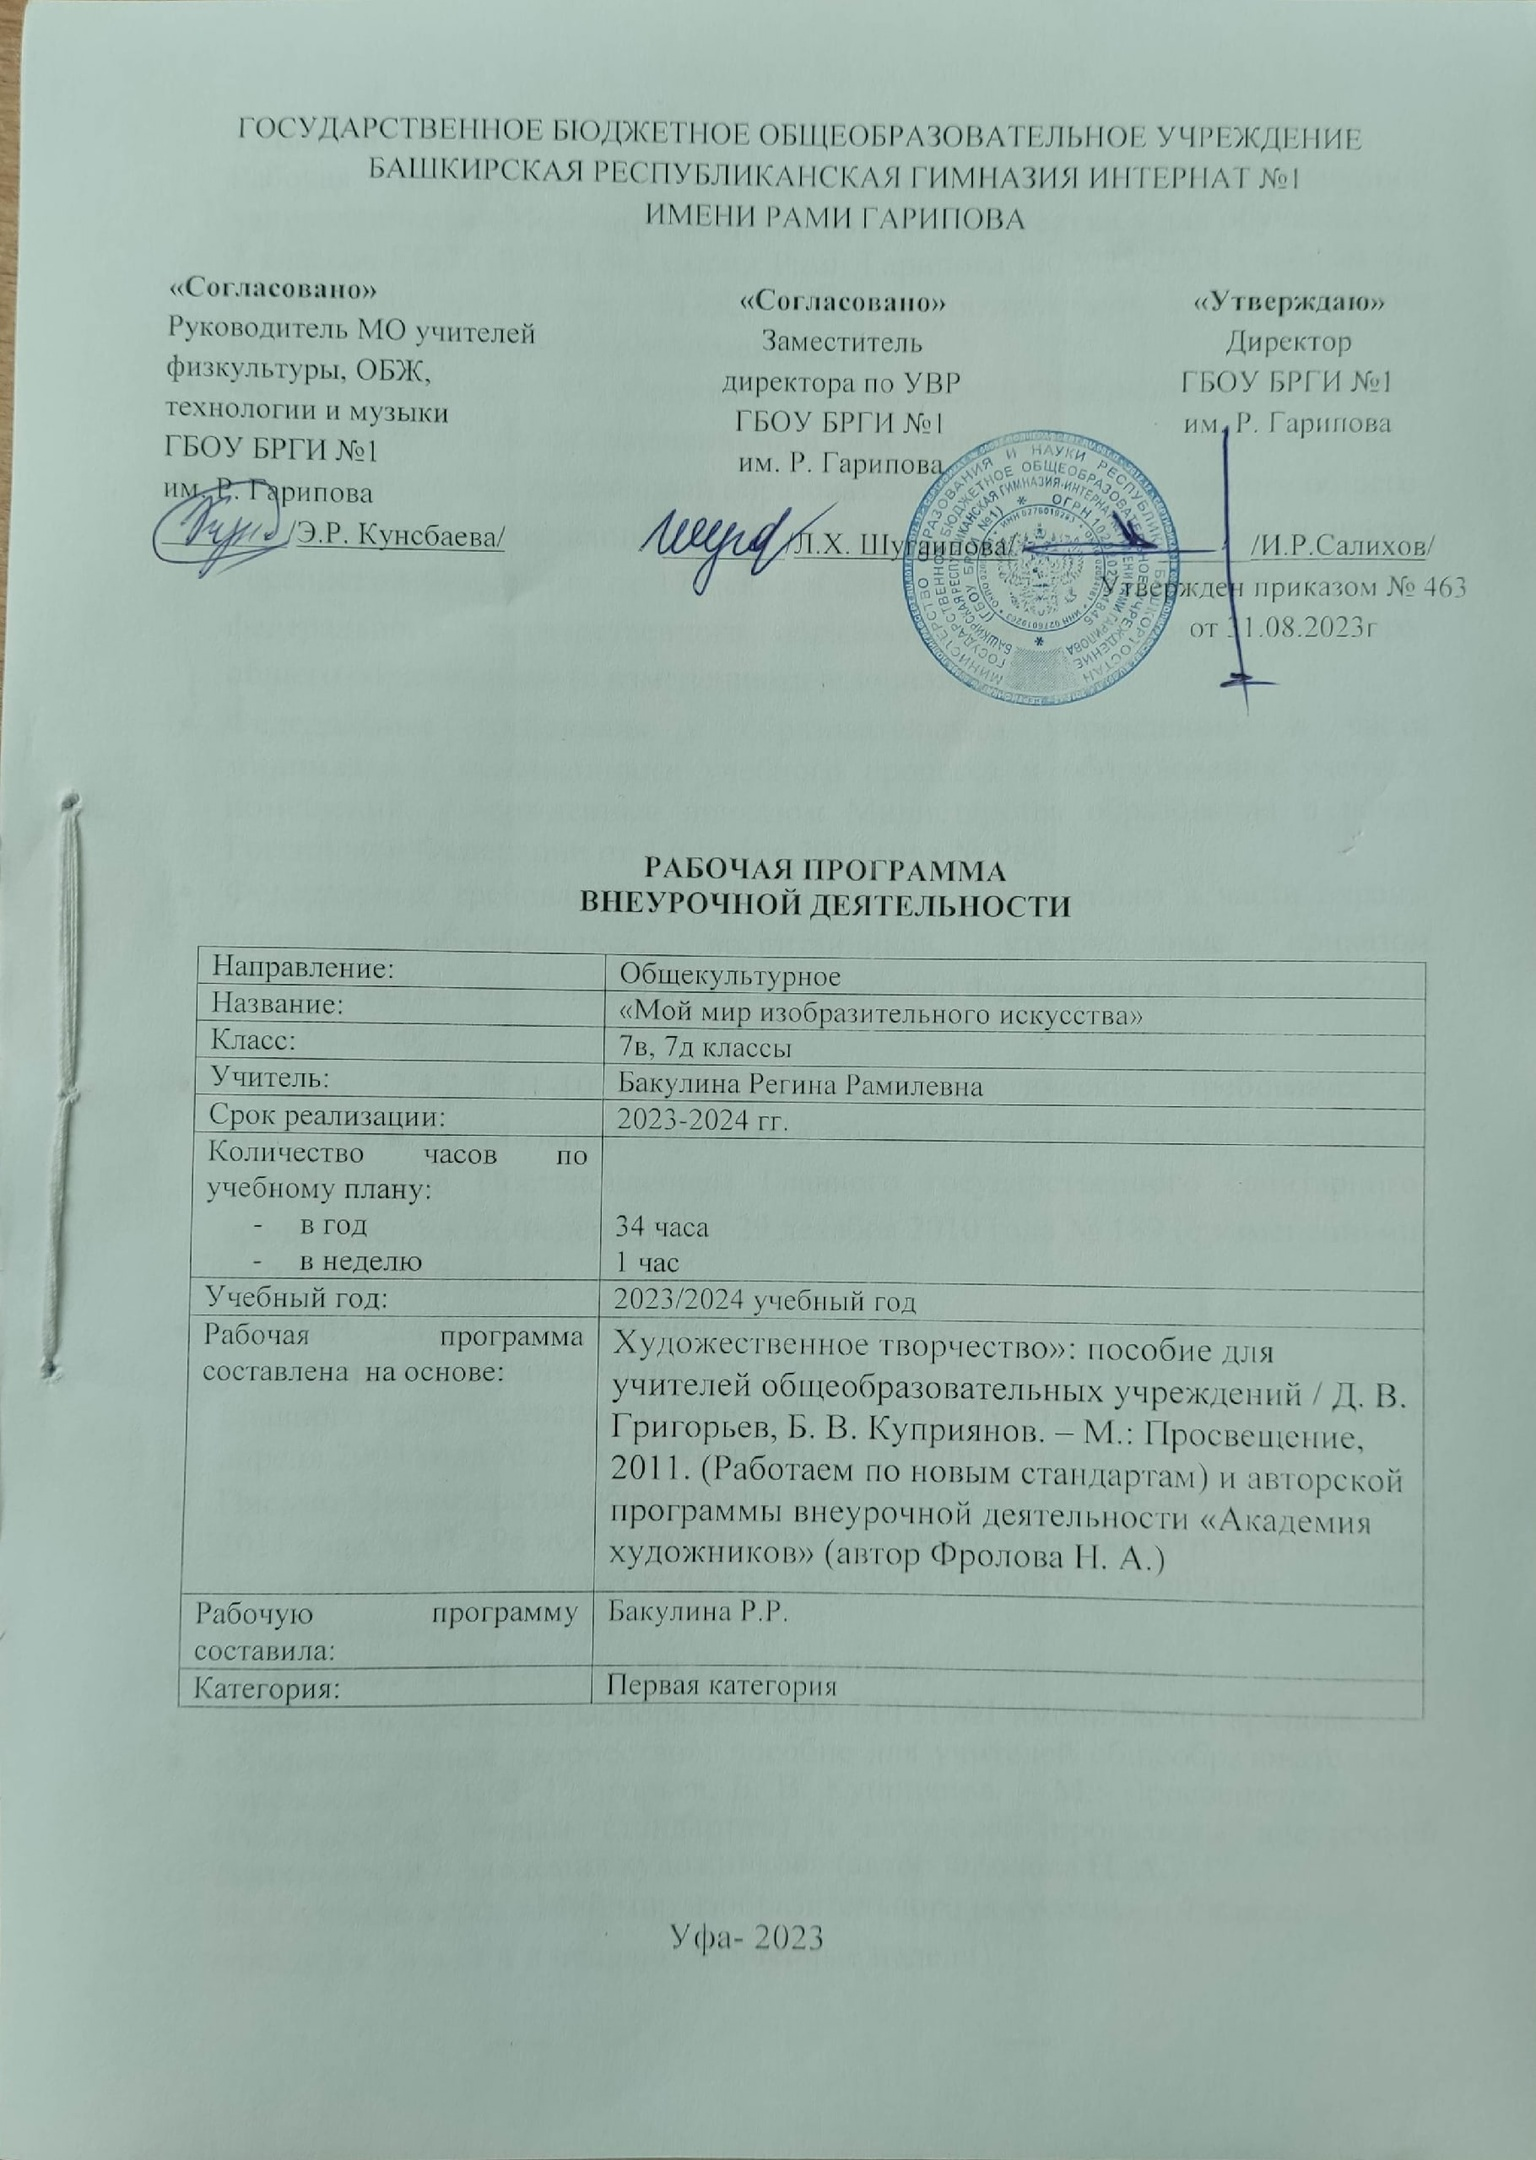 ГОСУДАРСТВЕННОЕ БЮДЖЕТНОЕ ОБЩЕОБРАЗОВАТЕЛЬНОЕ УЧРЕЖДЕНИЕ
БАШКИРСКАЯ РЕСПУБЛИКАНСКАЯ ГИМНАЗИЯ ИНТЕРНАТ №1
ИМЕНИ РАМИ ГАРИПОВА
«Согласовано»
Руководитель МО учителей
физкультуры, ОБЖ,
технологии и музыки
ГБОУ БРГИ №1
им. Р. Гарипова
/Э.Р. Кунсбаева/
«Согласовано»
Заместитель
директора по УВР
ГБОУ БРГИ №1
им. Р. Гарипова
/Л.Х. Шугаипова/
«Утверждаю»
Директор
ГБОУ БРГИ №1
им. Р. Гарипова
/И.Р.Салихов/
Утвержден приказом № 463
от 31.08.2023г
РАБОЧАЯ ПРОГРАММА
ВНЕУРОЧНОЙ ДЕЯТЕЛЬНОСТИ
Направление: Общекультурное
Название: «Мой мир изобразительного искусства»
Класс: 7в, 7д классы
Учитель: Бакулина Регина Рамилевна
Срок реализации: 2023-2024 гг.
Количество часов по
учебному плану:
- в год 34 часа
- в неделю 1 час
Учебный год: 2023/2024 учебный год
Рабочая программа
составлена на основе:
Художественное творчество»: пособие для
учителей общеобразовательных учреждений / Д. В.
Григорьев, Б. В. Куприянов. – М.: Просвещение,
2011. (Работаем по новым стандартам) и авторской
программы внеурочной деятельности «Академия
художников» (автор Фролова Н. А.)
Рабочую программу
составила:
Бакулина Р.Р.
Категория: Первая категория
Уфа- 2023